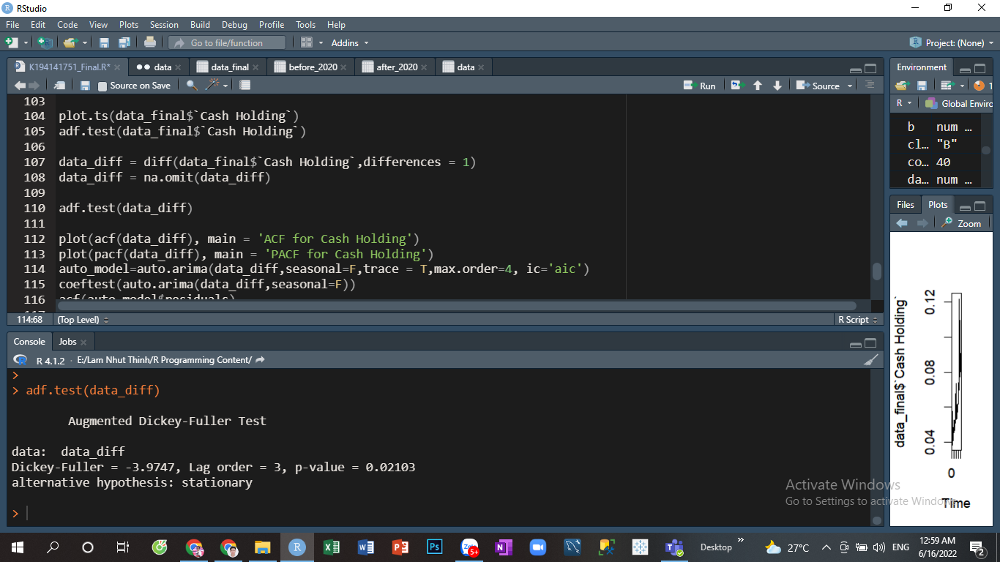 RStudio
File Edit Code View Plots Session Build Debug Profile Tools Help
Go to file/function Addins Project: (None)
K194141751_Final.R* data data_final before_2020 after_2020 data
Source on Save Run Source
103
104 plot.ts(data_final$`Cash Holding`)
105 adf.test(data_final$`Cash Holding`)
106
107 data_diff = diff(data_final$`Cash Holding`,differences = 1)
108 data_diff = na.omit(data_diff)
109
110 adf.test(data_diff)
111
112 plot(acf(data_diff), main = 'ACF for Cash Holding')
113 plot(pacf(data_diff), main = 'PACF for Cash Holding')
114 auto_model=auto.arima(data_diff,seasonal=F,trace = T,max.order=4, ic='aic')
115 coeftest(auto.arima(data_diff,seasonal=F))
116 acf(auto_model$residuals)
114:68 (Top Level) R Script
Console Jobs
R 4.1.2 · E:/Lam Nhut Thinh/R Programming Content/
>
> adf.test(data_diff)
Augmented Dickey-Fuller Test
data: data_diff
Dickey-Fuller = -3.9747, Lag order = 3, p-value = 0.02103
alternative hypothesis: stationary
>
Environment
1
R Global Enviro
b num ...
cl… "B"
co… 40
da… num ...
Files Plots
Zoom
data_final$`Cash Holding`
0.12
0.08
0.04
0
Time
Activate Windows
Go to Settings to activate Windows.
5+
Desktop
27°C
ENG
12:59 AM
6/16/2022
2